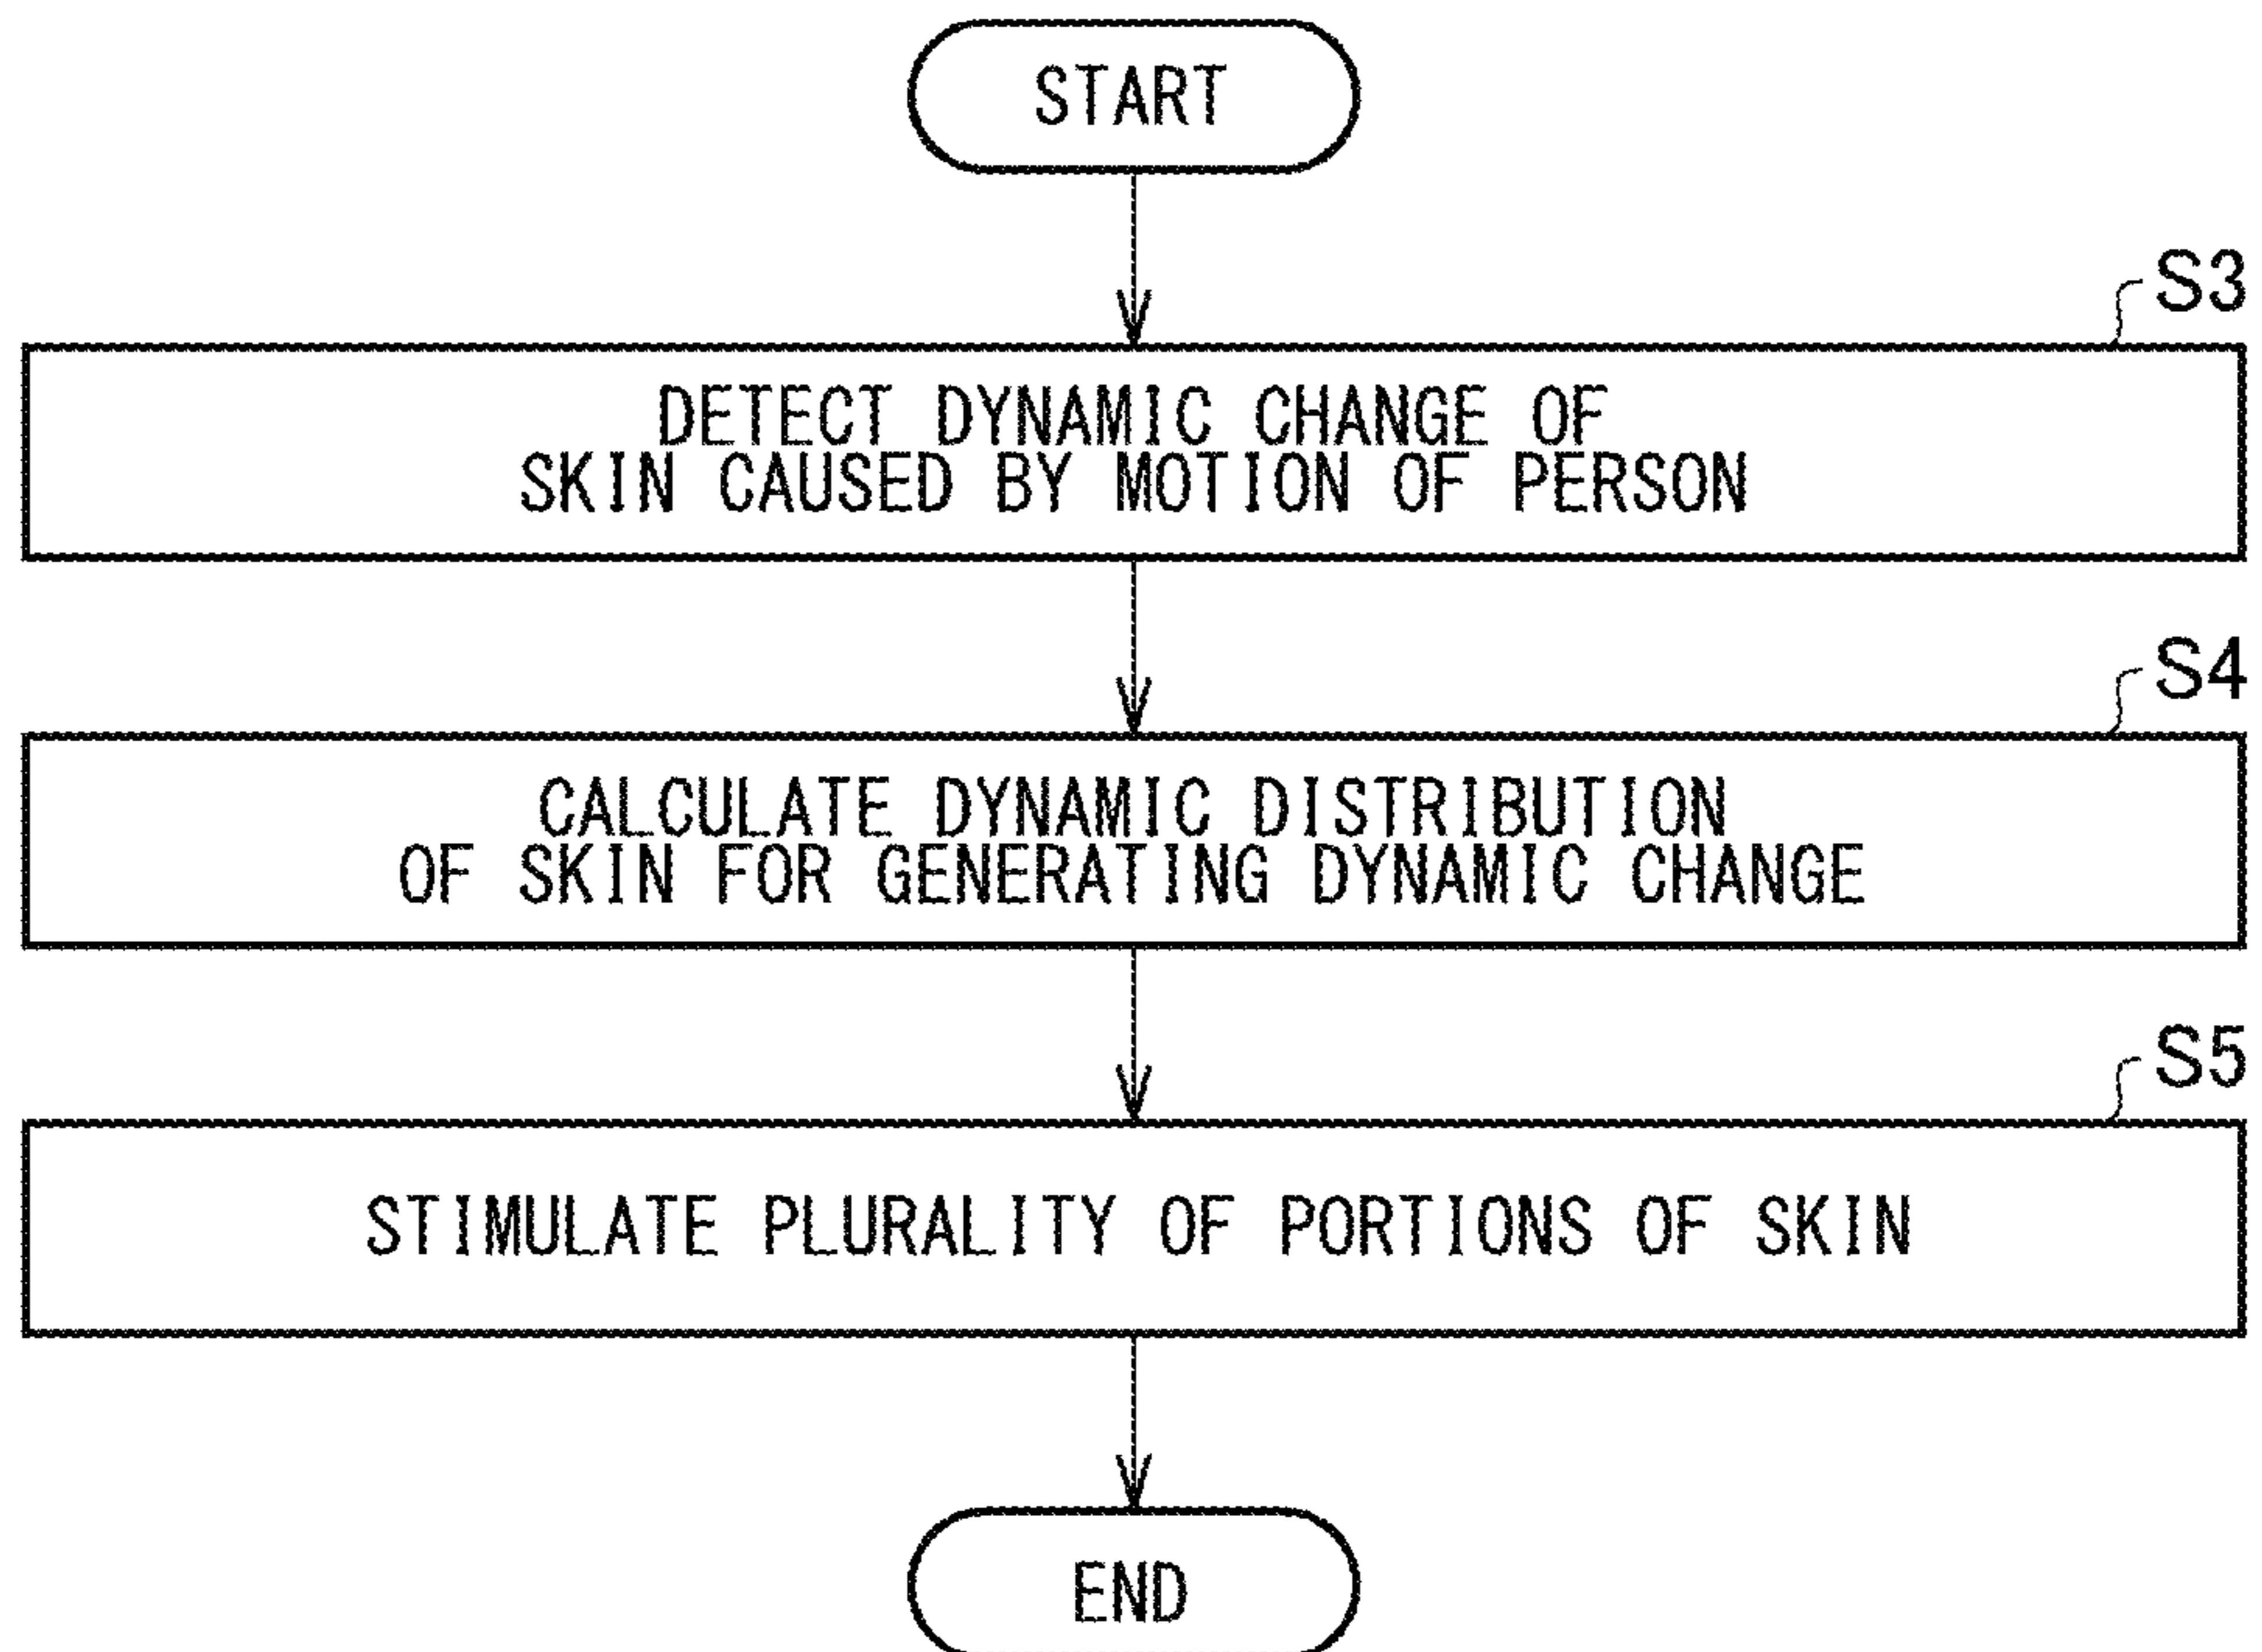 START
S3
DETECT DYNAMIC CHANGE OF
SKIN CAUSED BY MOTION OF PERSON
S4
CALCULATE DYNAMIC DISTRIBUTION
OF SKIN FOR GENERATING DYNAMIC CHANGE
S5
STIMULATE PLURALITY OF PORTIONS OF SKIN
END